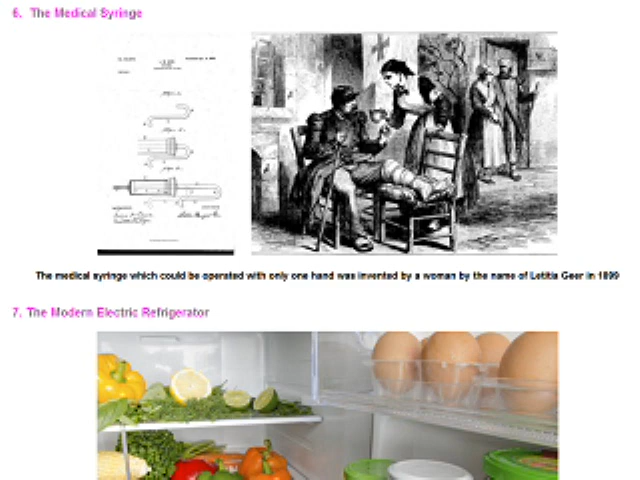 6. The Medical Syringe
The medical syringe which could be operated with only one hand was invented by a woman by the name of Letitia Geer in 1899
7. The Modern Electric Refrigerator